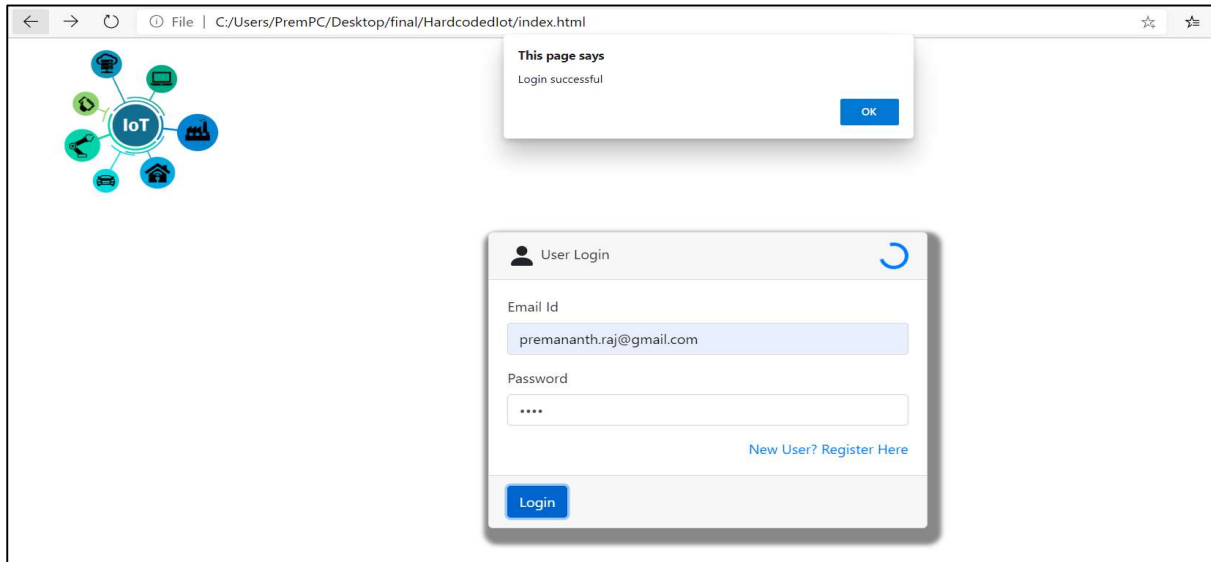 File | C:/Users/PremPC/Desktop/final/HardcodedIot/index.html
This page says
Login successful
OK
IoT
User Login
Email Id
premananth.raj@gmail.com
Password
••••
New User? Register Here
Login